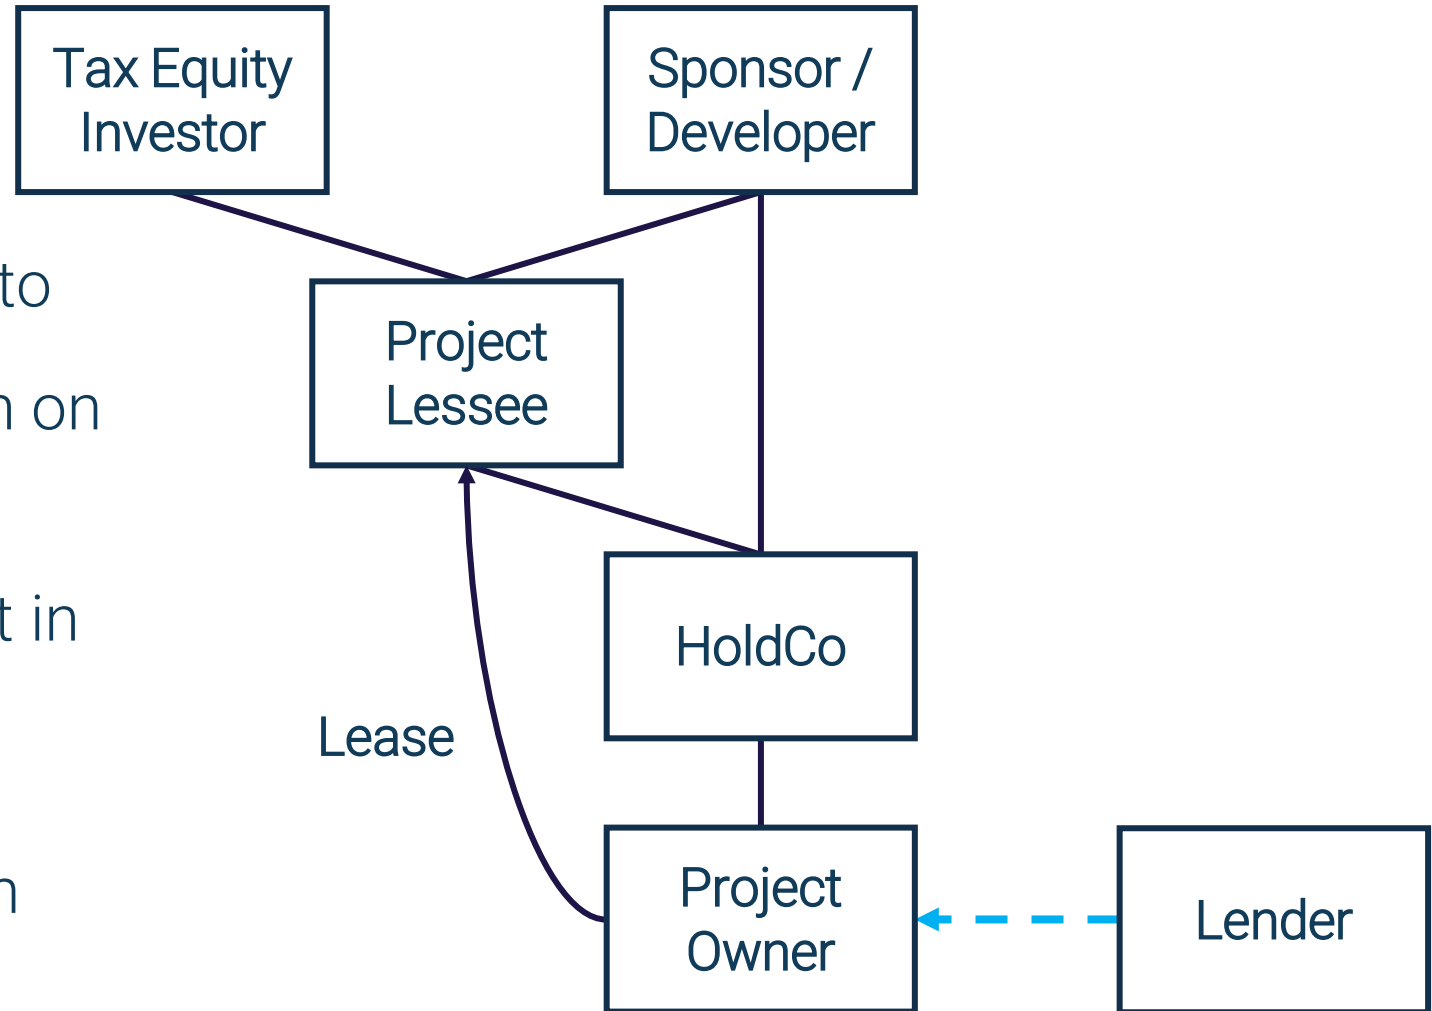 Tax Equity
Investor
Sponsor /
Developer
to
Project
Lessee
on
t in
HoldCo
Lease
Project
Owner
Lender